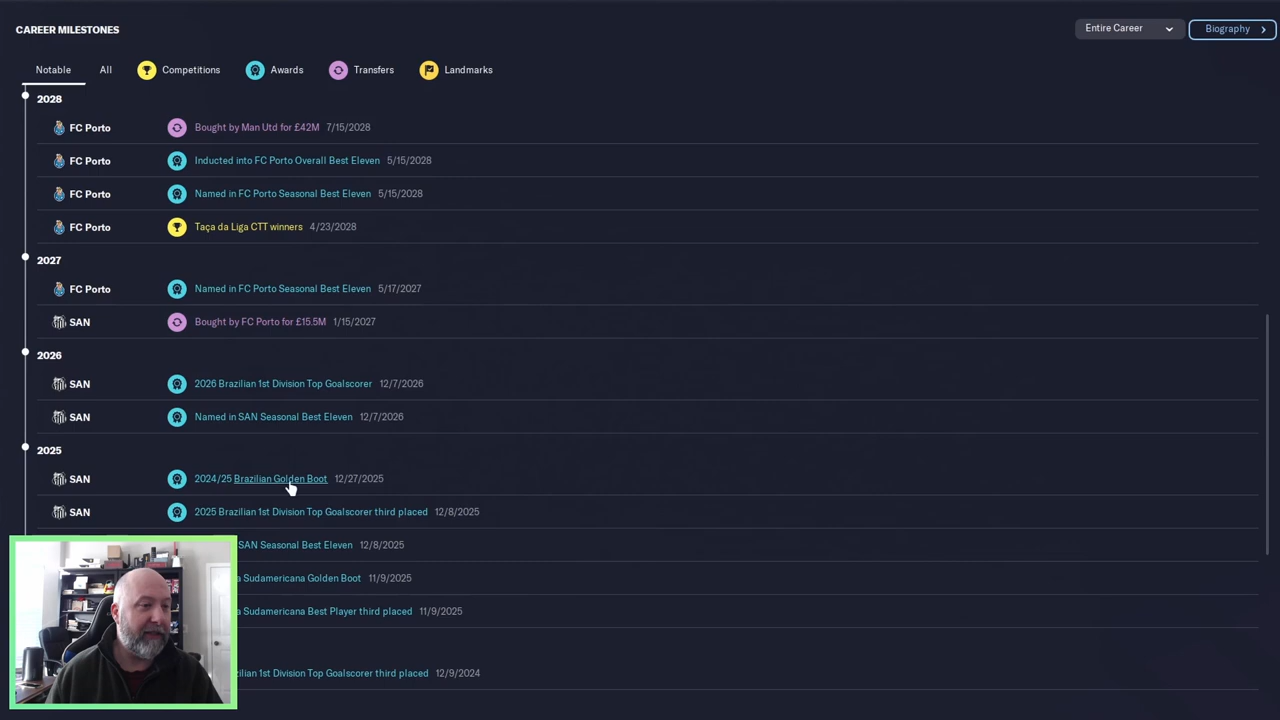 CAREER MILESTONES
Entire Career
Biography
Notable All Competitions Awards Transfers Landmarks
2028
FC Porto Bought by Man Utd for £42M 7/15/2028
FC Porto Inducted into FC Porto Overall Best Eleven 5/15/2028
FC Porto Named in FC Porto Seasonal Best Eleven 5/15/2028
FC Porto Taça da Liga CTT winners 4/23/2028
2027
FC Porto Named in FC Porto Seasonal Best Eleven 5/17/2027
SAN Bought by FC Porto for £15.5M 1/15/2027
2026
SAN 2026 Brazilian 1st Division Top Goalscorer 12/7/2026
SAN Named in SAN Seasonal Best Eleven 12/7/2026
2025
SAN 2024/25 Brazilian Golden Boot 12/27/2025
SAN 2025 Brazilian 1st Division Top Goalscorer third placed 12/8/2025
SAN Seasonal Best Eleven 12/8/2025
a Sudamericana Golden Boot 11/9/2025
a Sudamericana Best Player third placed 11/9/2025
ilian 1st Division Top Goalscorer third placed 12/9/2024